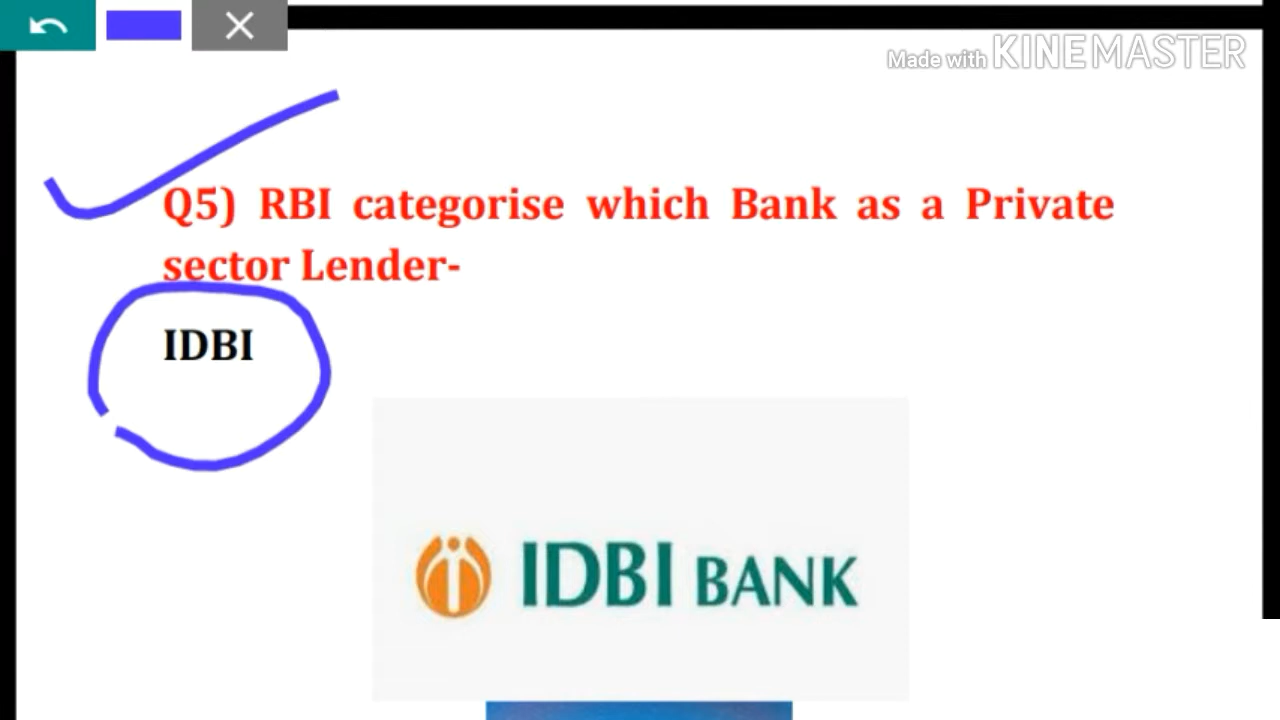 Made with KINEMASTER
Q5) RBI categorise which Bank as a Private
sector Lender-
IDBI
IDBI BANK